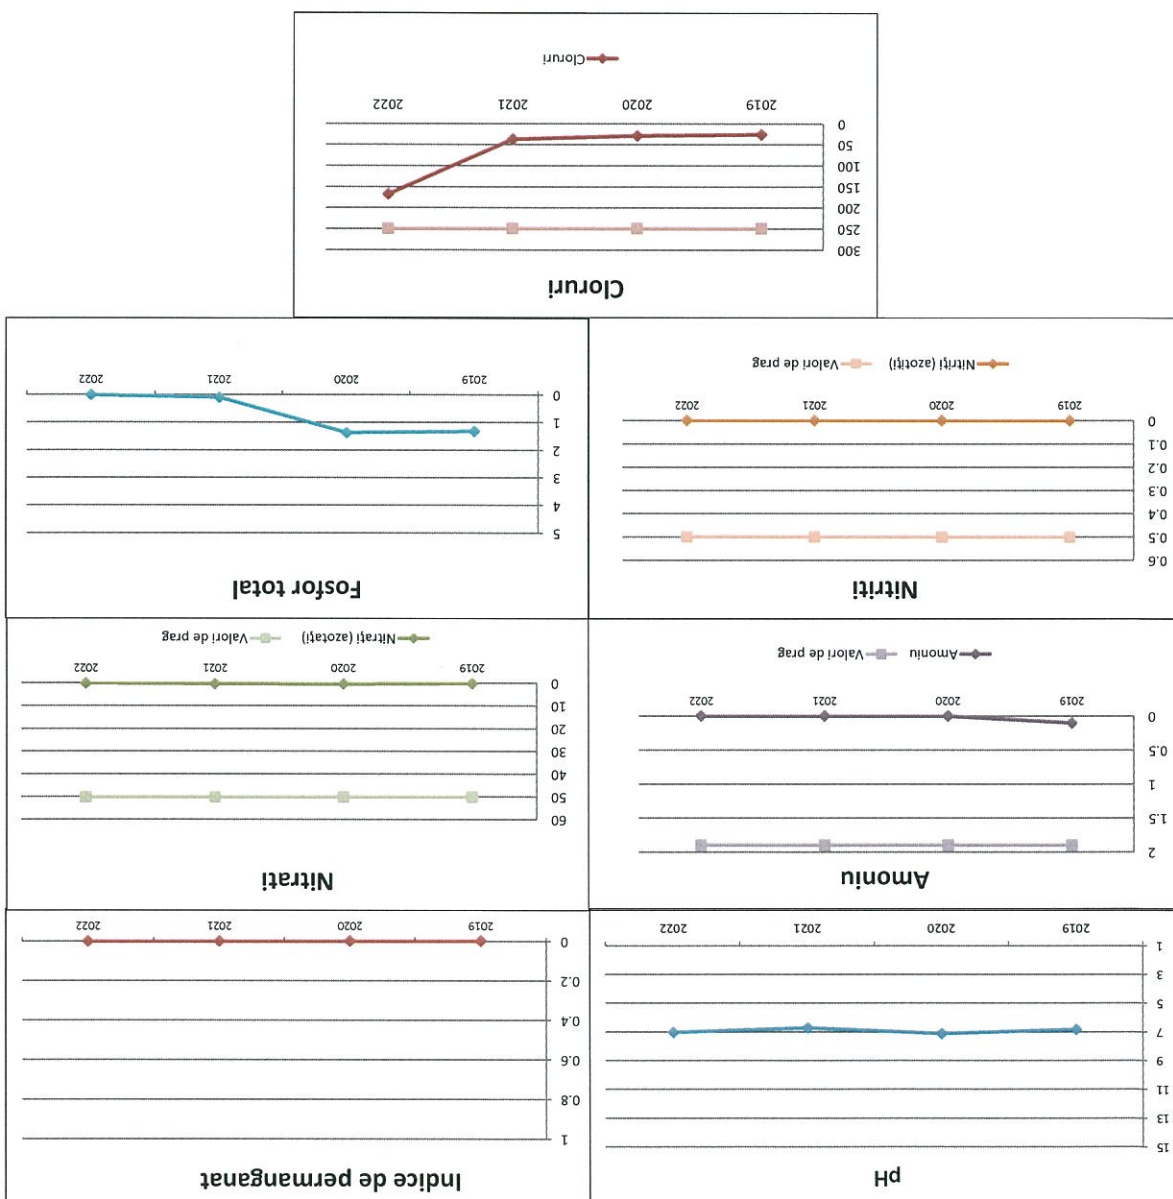 pH
15
13
11
9
7
5
3
1
2019 2020 2021 2022
Indice de permanganat
1
0.8
0.6
0.4
0.2
0
2019 2020 2021 2022
Amoniu
2
1.5
1
0.5
0
2019 2020 2021 2022
Amoniu Valori de prag
Nitrati
60
50
40
30
20
10
0
2019 2020 2021 2022
Nitrați (azotați) Valori de prag
Nitriti
0.6
0.5
0.4
0.3
0.2
0.1
0
2019 2020 2021 2022
Nitriți (azotiți) Valori de prag
Fosfor total
5
4
3
2
1
0
2019 2020 2021 2022
Cloruri
300
250
200
150
100
50
0
2019 2020 2021 2022
Cloruri